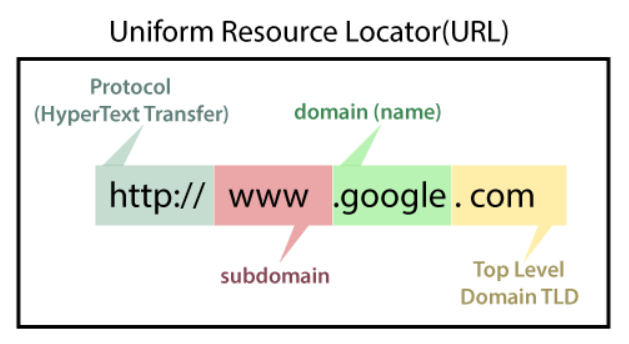 Uniform Resource Locator(URL)
Protocol
(HyperText Transfer)
domain (name)
http:// www .google . com
subdomain
Top Level
Domain TLD